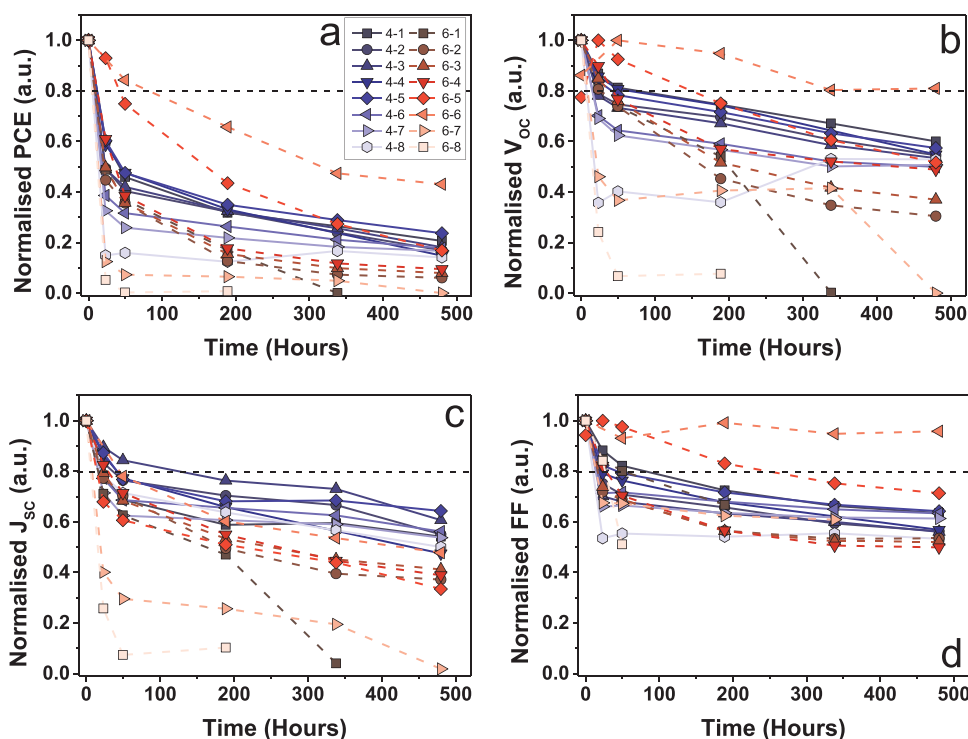 a
Normalised PCE (a.u.)
1.0
0.8
0.6
0.4
0.2
0.0
0 100 200 300 400 500
Time (Hours)
4-1 6-1
4-2 6-2
4-3 6-3
4-4 6-4
4-5 6-5
4-6 6-6
4-7 6-7
4-8 6-8
b
Normalised VOC (a.u.)
1.0
0.8
0.6
0.4
0.2
0.0
0 100 200 300 400 500
Time (Hours)
c
Normalised JSC (a.u.)
1.0
0.8
0.6
0.4
0.2
0.0
0 100 200 300 400 500
Time (Hours)
d
Normalised FF (a.u.)
1.0
0.8
0.6
0.4
0.2
0.0
0 100 200 300 400 500
Time (Hours)